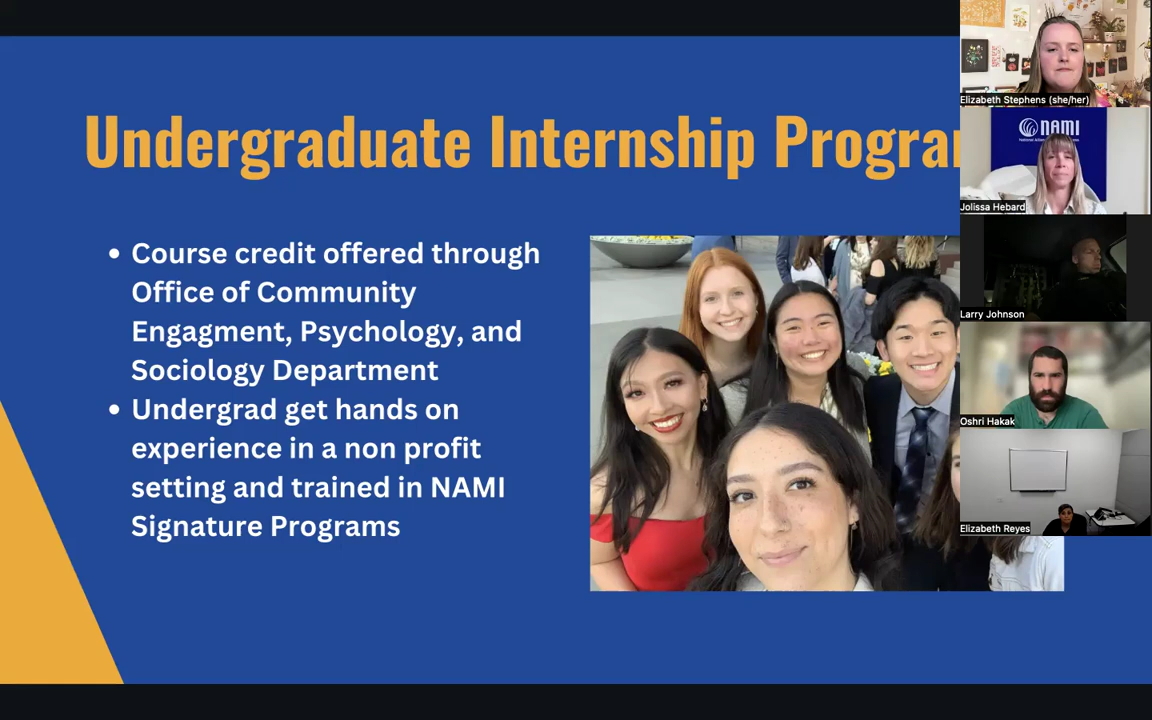 Undergraduate Internship Progra
• Course credit offered through
Office of Community
Engagment, Psychology, and
Sociology Department
• Undergrad get hands on
experience in a non profit
setting and trained in NAMI
Signature Programs
Elizabeth Stephens (she/her)
NAMI
Jolissa Hebard
Larry Johnson
Oshri Hakak
Elizabeth Reyes